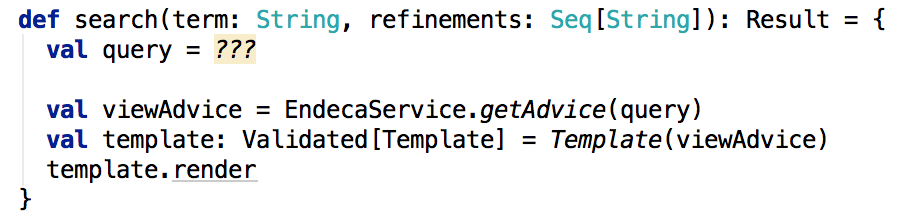 def search(term: String, refinements: Seq[String]): Result = {
  val query = ???

  val viewAdvice = EndecaService.getAdvice(query)
  val template: Validated[Template] = Template(viewAdvice)
  template.render
}